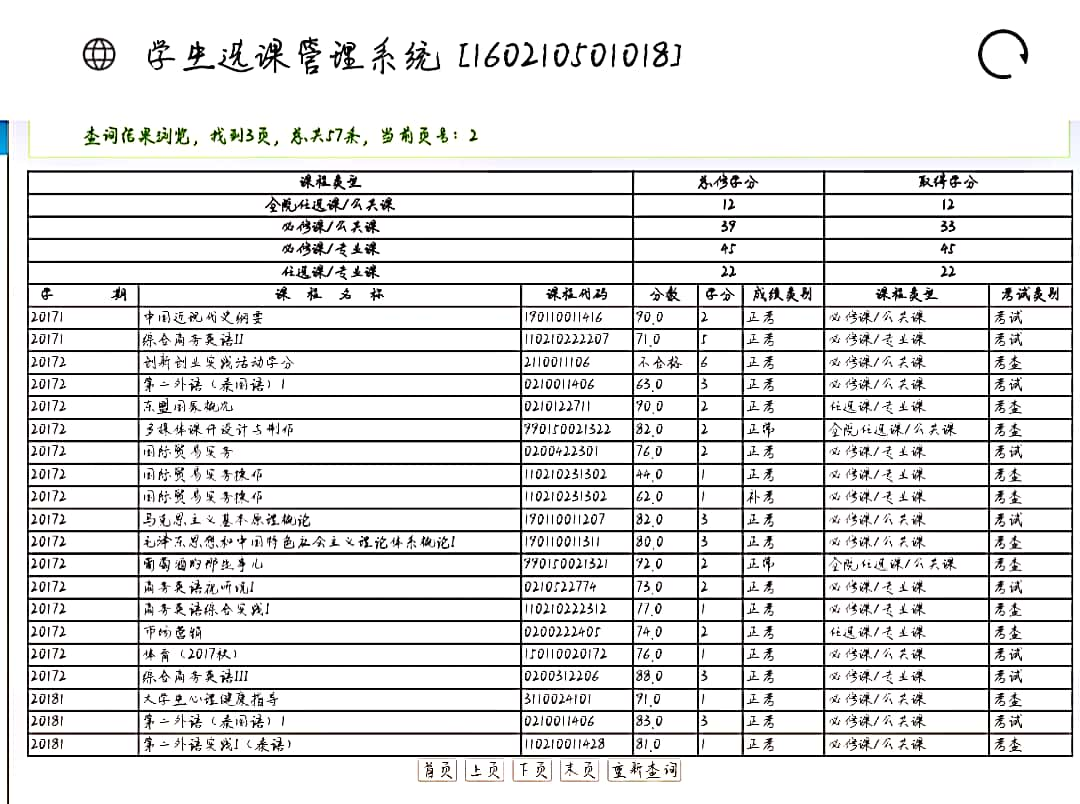 学生选课管理系统 [160210501018]
查词结果浏览，找到3页，总共57条，当前页号：2
课程类型 总修学分 取得学分
全院任选课/公共课 12 12
必修课/公共课 39 33
必修课/专业课 45 45
任选课/专业课 22 22
学 期 课 程 名 称 课程代码 分数 学分 成绩类别 课程类型 考试类别
20171 中国近现代史纲要 190110011416 90.0 2 正考 必修课/公共课 考试
20171 综合商务英语II 110210222207 71.0 5 正考 必修课/专业课 考试
20172 创新创业实践活动学分 2110011106 不合格 6 正考 必修课/公共课 考查
20172 第二外语（泰国语）1 0210011406 63.0 3 正考 必修课/公共课 考试
20172 东盟国家概况 0210122711 90.0 2 正考 任选课/专业课 考查
20172 多媒体课件设计与制作 990150021322 82.0 2 正常 全院任选课/公共课 考查
20172 国际贸易实务 0200422301 76.0 2 正考 必修课/专业课 考试
20172 国际贸易实务操作 110210231302 44.0 1 正考 必修课/专业课 考查
20172 国际贸易实务操作 110210231302 62.0 1 补考 必修课/专业课 考查
20172 马克思主义基本原理概论 190110011207 82.0 3 正考 必修课/公共课 考试
20172 毛泽东思想和中国特色社会主义理论体系概论I 190110011311 80.0 3 正考 必修课/公共课 考试
20172 葡萄酒的那些事儿 990150021321 92.0 2 正常 全院任选课/公共课 考查
20172 商务英语视听说I 0210522774 73.0 2 正考 必修课/专业课 考试
20172 商务英语综合实践I 110210222312 77.0 1 正考 必修课/专业课 考查
20172 市场营销 0200222405 74.0 2 正考 任选课/专业课 考查
20172 体育（2017秋） 150110020172 76.0 1 正考 必修课/公共课 考试
20172 综合商务英语III 0200312206 88.0 3 正考 必修课/专业课 考试
20181 大学生心理健康指导 3110024101 91.0 1 正考 必修课/公共课 考查
20181 第二外语（泰国语）1 0210011406 83.0 3 正考 必修课/公共课 考试
20181 第二外语实践I（泰语） 110210011428 81.0 1 正考 必修课/公共课 考查
首页 上页 下页 末页 重新查词